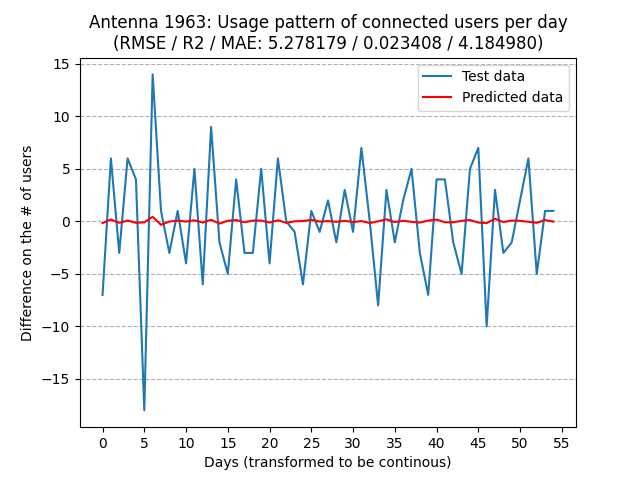 Antenna 1963: Usage pattern of connected users per day
(RMSE / R2 / MAE: 5.278179 / 0.023408 / 4.184980)
Test data
Predicted data
Difference on the # of users
15
10
5
0
−5
−10
−15
0 5 10 15 20 25 30 35 40 45 50 55
Days (transformed to be continous)